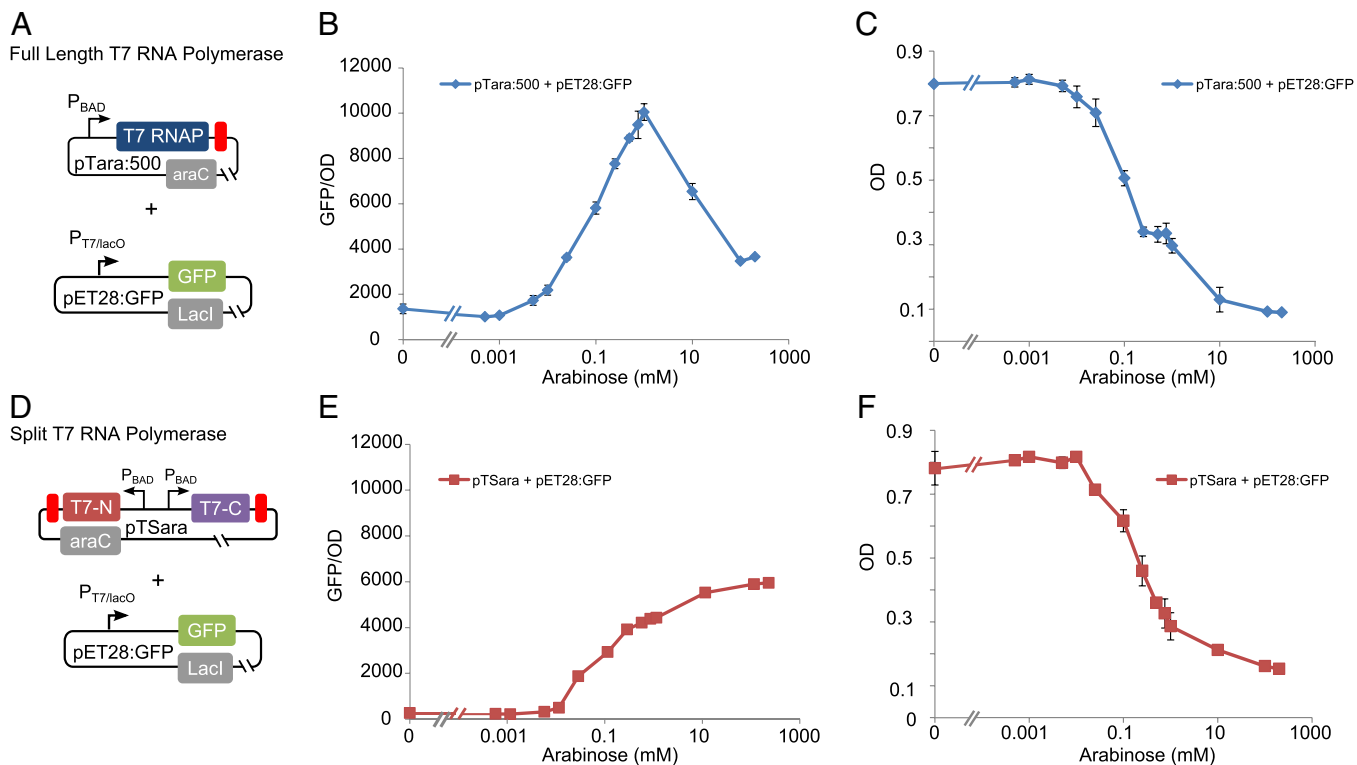 A
Full Length T7 RNA Polymerase
PBAD
T7 RNAP
pTara:500
araC
+
PT7/lacO
GFP
pET28:GFP
LacI
B
12000
10000
8000
6000
4000
2000
0
GFP/OD
pTara:500 + pET28:GFP
0
0.001
0.1
10
1000
Arabinose (mM)
C
0.9
0.7
0.5
0.3
0.1
OD
pTara:500 + pET28:GFP
0
0.001
0.1
10
1000
Arabinose (mM)
D
Split T7 RNA Polymerase
PBAD
PBAD
T7-N
T7-C
pTSara
araC
+
PT7/lacO
GFP
pET28:GFP
LacI
E
12000
10000
8000
6000
4000
2000
0
GFP/OD
pTSara + pET28:GFP
0
0.001
0.1
10
1000
Arabinose (mM)
F
0.9
0.7
0.5
0.3
0.1
0
OD
pTSara + pET28:GFP
0
0.001
0.1
10
1000
Arabinose (mM)